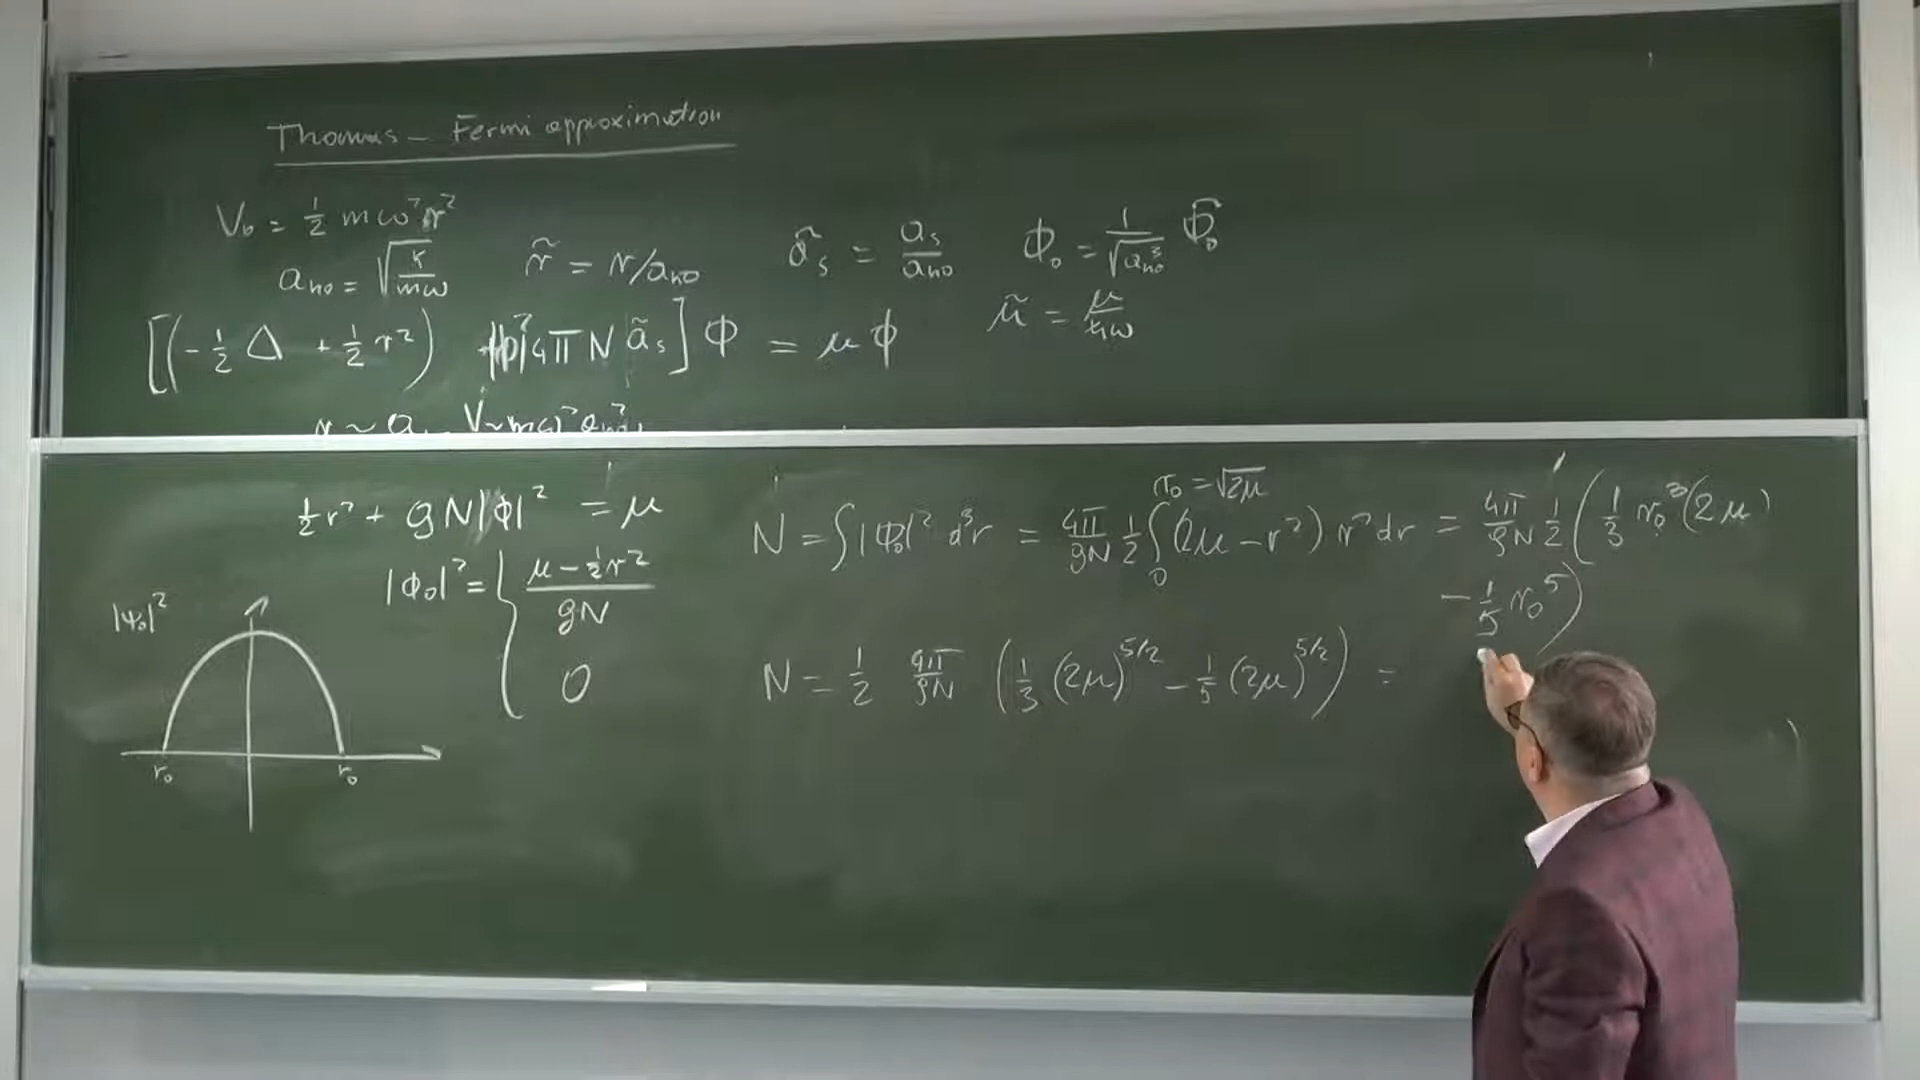 Thomas - Fermi approximation
V₀ = 1/2 mω²r²
a_ho = √(ħ/mω)   r̃ = r/a_ho   ã_s = a_s/a_ho   Φ₀ = 1/√(a_ho³) Φ̃₀
[(-1/2 Δ + 1/2 r²) + |Φ|² 4π N ã_s] Φ = μ Φ   μ̃ = μ/ħω
r ~ a   V ~ mω² a_ho²
1/2 r² + gN|Φ|² = μ
|Φ₀|² = { (μ - 1/2 r²)/gN
0
|ψ₀|²
r₀   r₀
r₀ = √2μ
N = ∫|Φ₀|² d³r = 4π/gN 1/2 ∫₀ (2μ - r²) r² dr = 4π/gN 1/2 (1/3 r₀³ (2μ)
- 1/5 r₀⁵)
N = 1/2 4π/gN (1/3 (2μ)^5/2 - 1/5 (2μ)^5/2) =